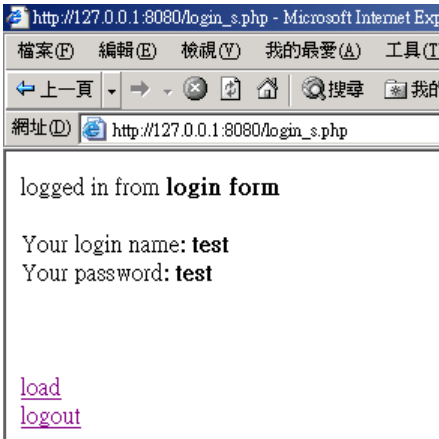 http://127.0.0.1:8080/login_s.php - Microsoft Internet Exp
檔案(F) 編輯(E) 檢視(V) 我的最愛(A) 工具(T
上一頁 搜尋 我的
網址(D) http://127.0.0.1:8080/login_s.php
logged in from login form
Your login name: test
Your password: test
load
logout